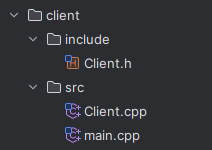 client
include
Client.h
src
Client.cpp
main.cpp